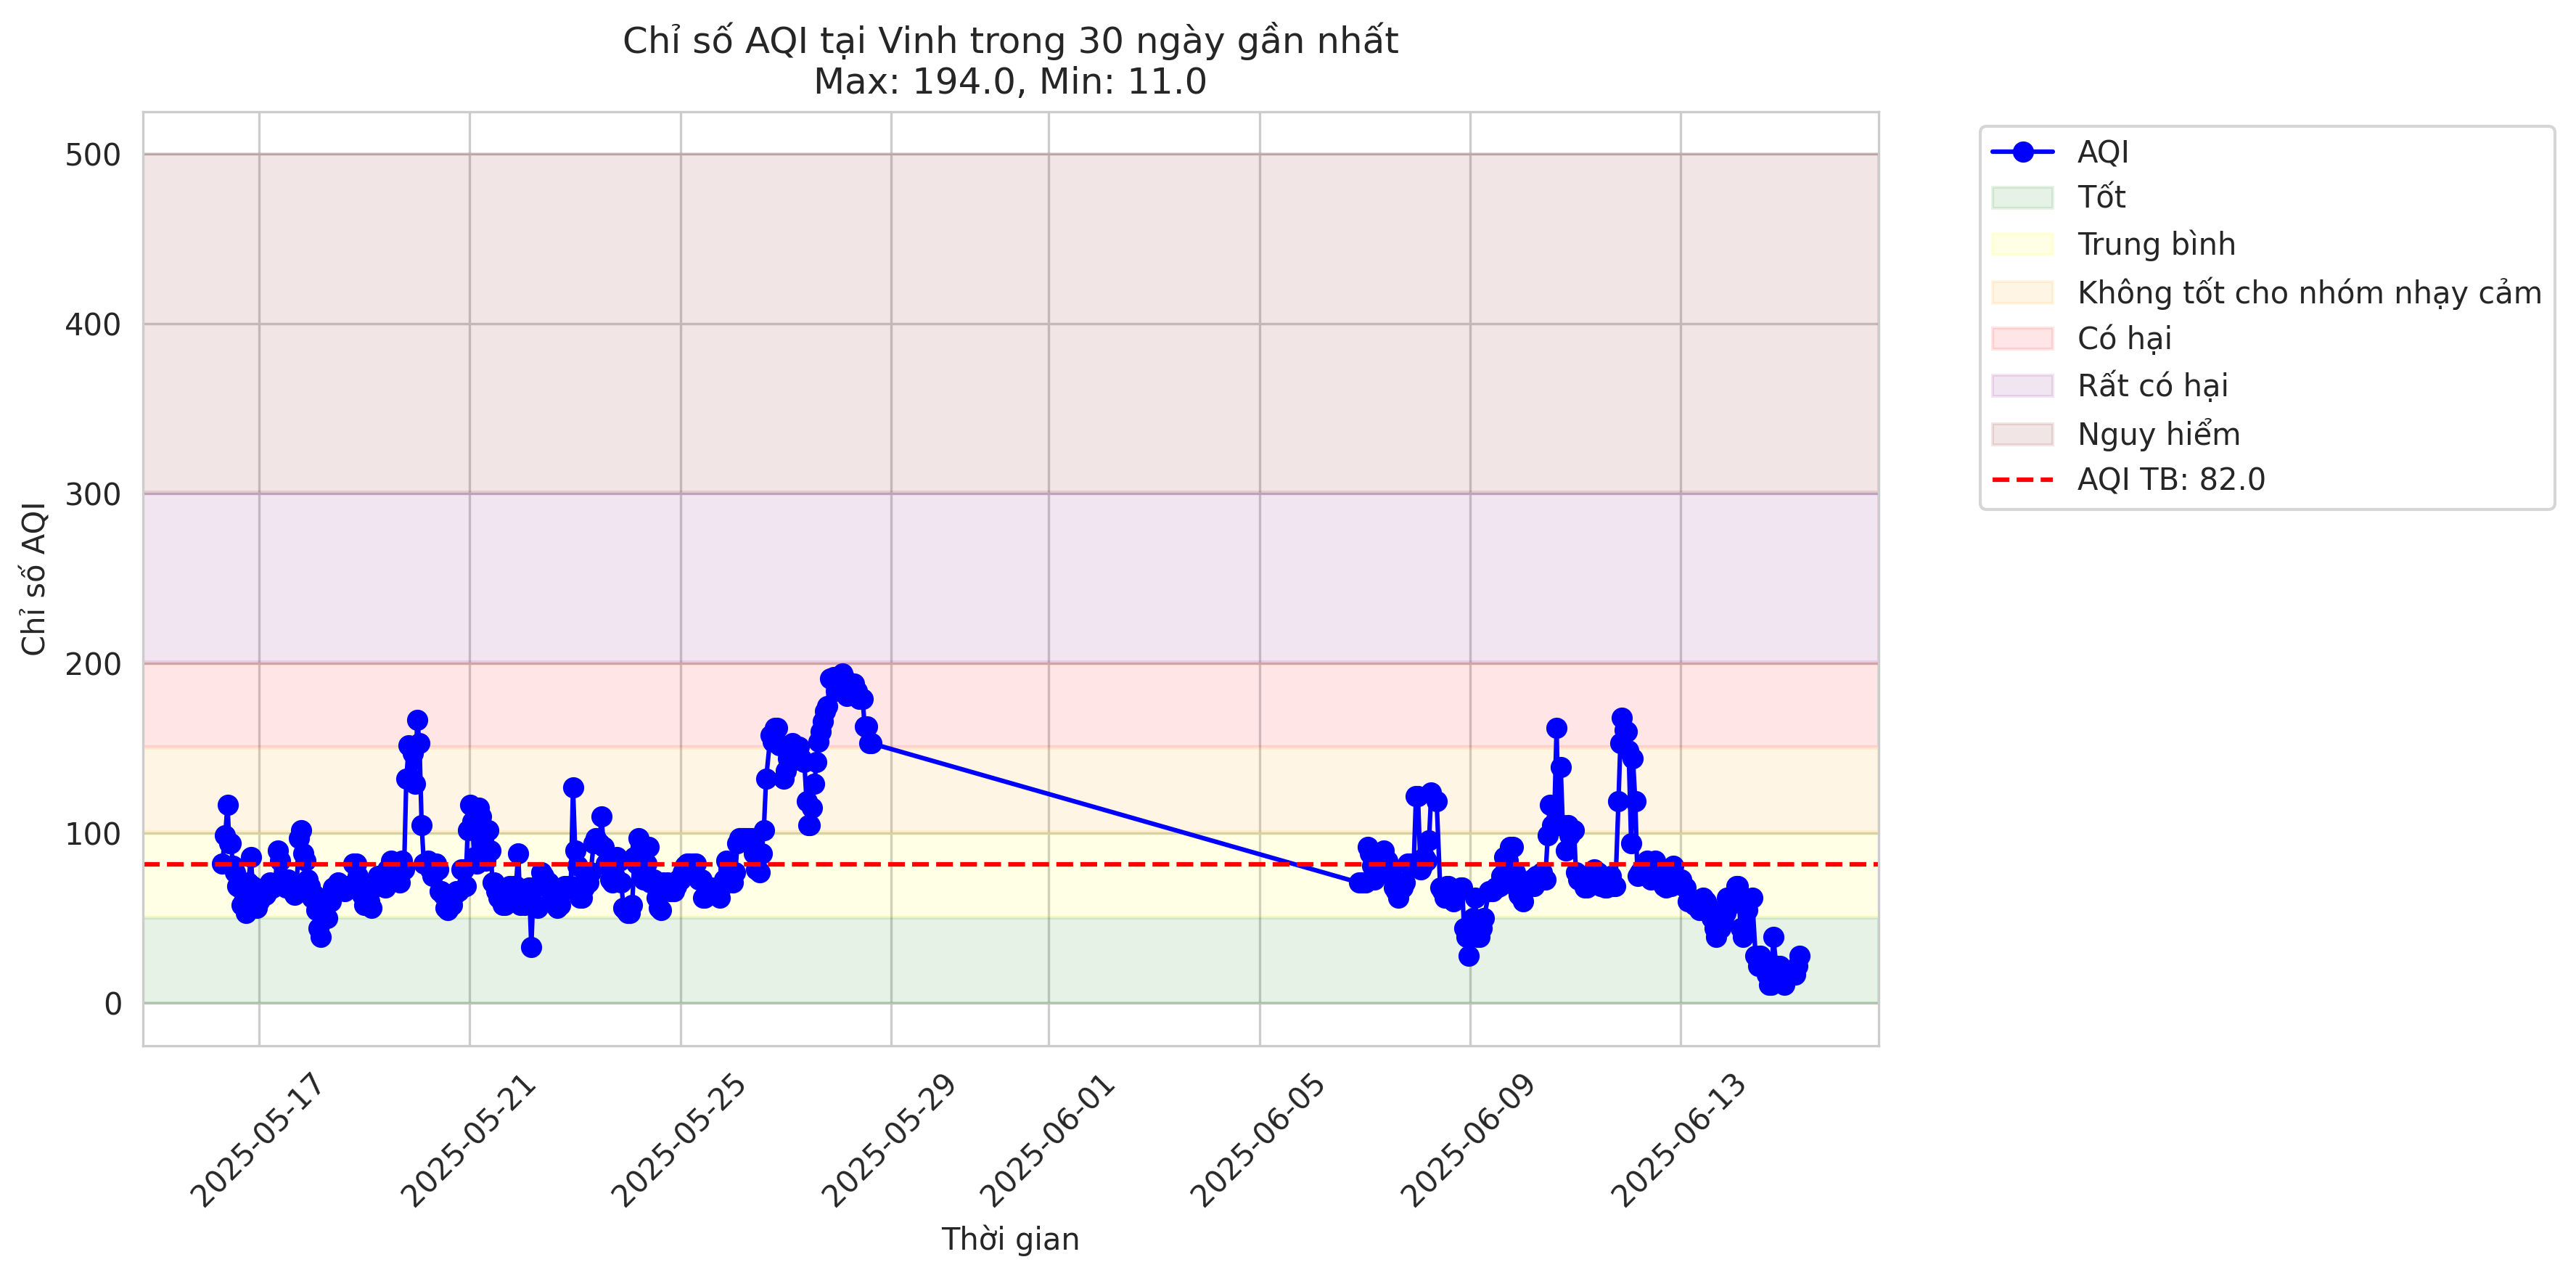 Chỉ số AQI tại Vinh trong 30 ngày gần nhất
Max: 194.0, Min: 11.0
Chỉ số AQI
500
400
300
200
100
0
2025-05-17
2025-05-21
2025-05-25
2025-05-29
2025-06-01
2025-06-05
2025-06-09
2025-06-13
Thời gian
AQI
Tốt
Trung bình
Không tốt cho nhóm nhạy cảm
Có hại
Rất có hại
Nguy hiểm
AQI TB: 82.0